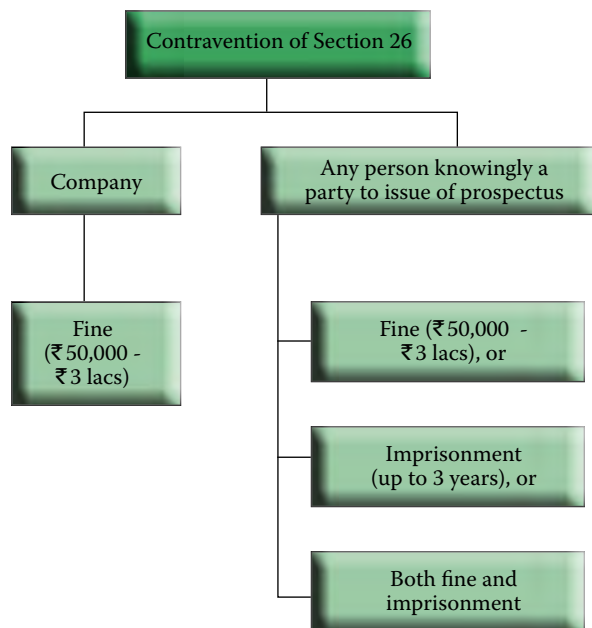 Contravention of Section 26
Company
Any person knowingly a
party to issue of prospectus
Fine
(₹50,000 -
₹3 lacs)
Fine (₹50,000 -
₹3 lacs), or
Imprisonment
(up to 3 years), or
Both fine and
imprisonment